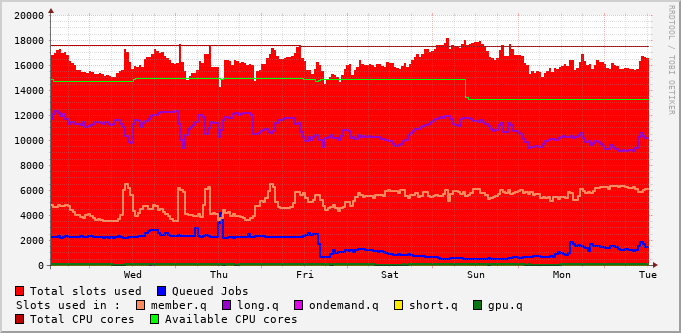 20000
18000
16000
14000
12000
10000
8000
6000
4000
2000
0
Wed Thu Fri Sat Sun Mon Tue
RRDTOOL / TOBI OETIKER
Total slots used Queued Jobs
Slots used in : member.q long.q ondemand.q short.q gpu.q
Total CPU cores Available CPU cores